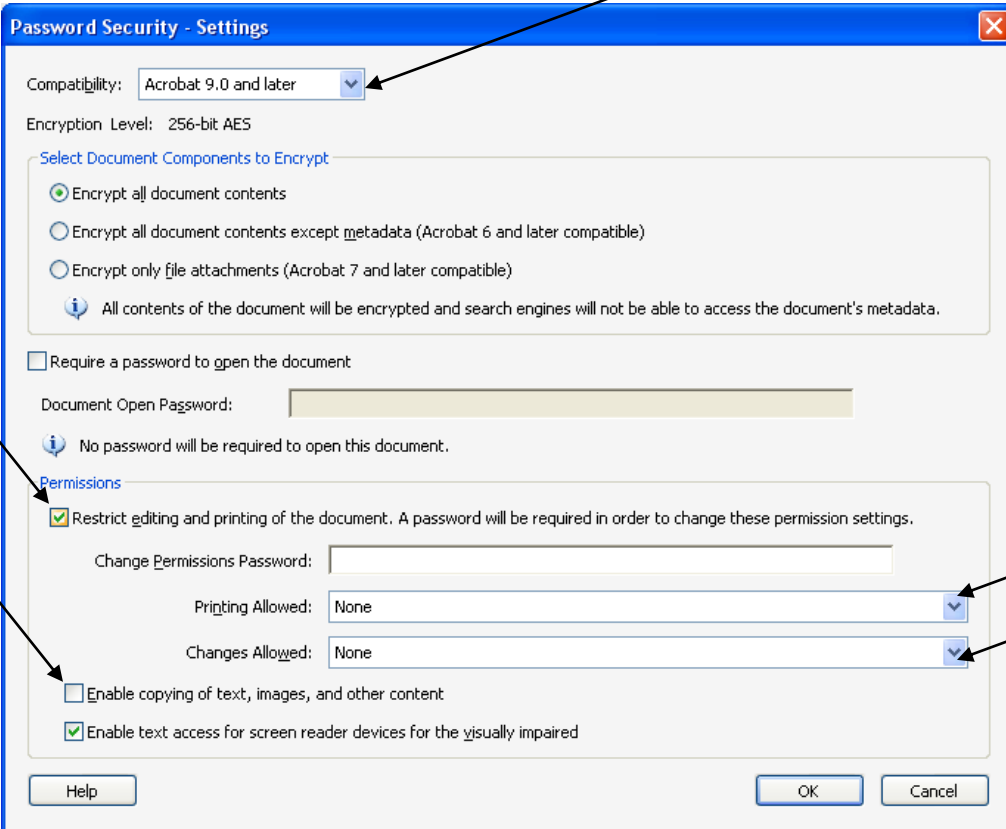 Password Security - Settings
Compatibility: Acrobat 9.0 and later
Encryption Level: 256-bit AES
Select Document Components to Encrypt
Encrypt all document contents
Encrypt all document contents except metadata (Acrobat 6 and later compatible)
Encrypt only file attachments (Acrobat 7 and later compatible)
All contents of the document will be encrypted and search engines will not be able to access the document's metadata.
Require a password to open the document
Document Open Password:
No password will be required to open this document.
Permissions
Restrict editing and printing of the document. A password will be required in order to change these permission settings.
Change Permissions Password:
Printing Allowed: None
Changes Allowed: None
Enable copying of text, images, and other content
Enable text access for screen reader devices for the visually impaired
Help OK Cancel